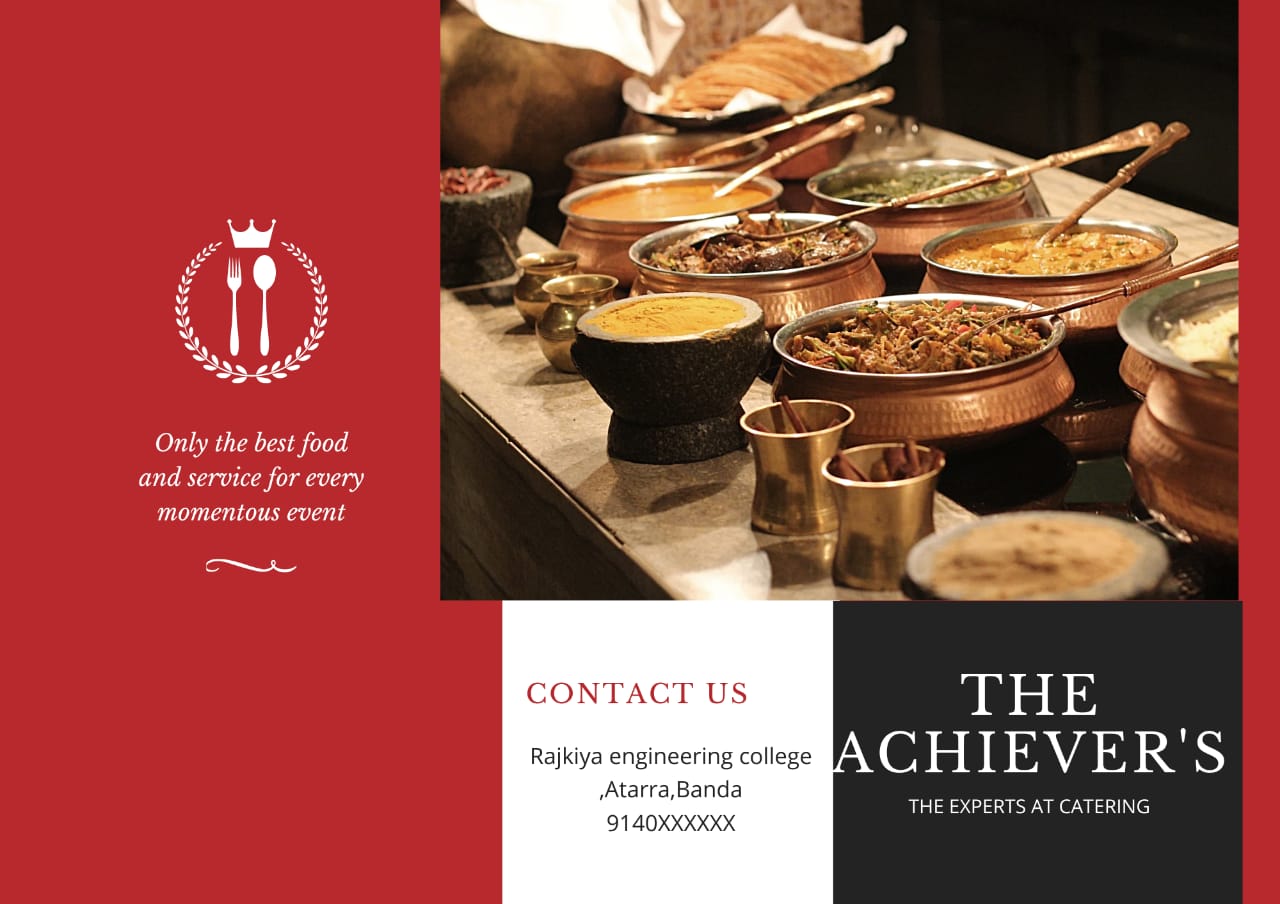 Only the best food
and service for every
momentous event
CONTACT US
Rajkiya engineering college
,Atarra,Banda
9140XXXXXX
THE
ACHIEVER'S
THE EXPERTS AT CATERING